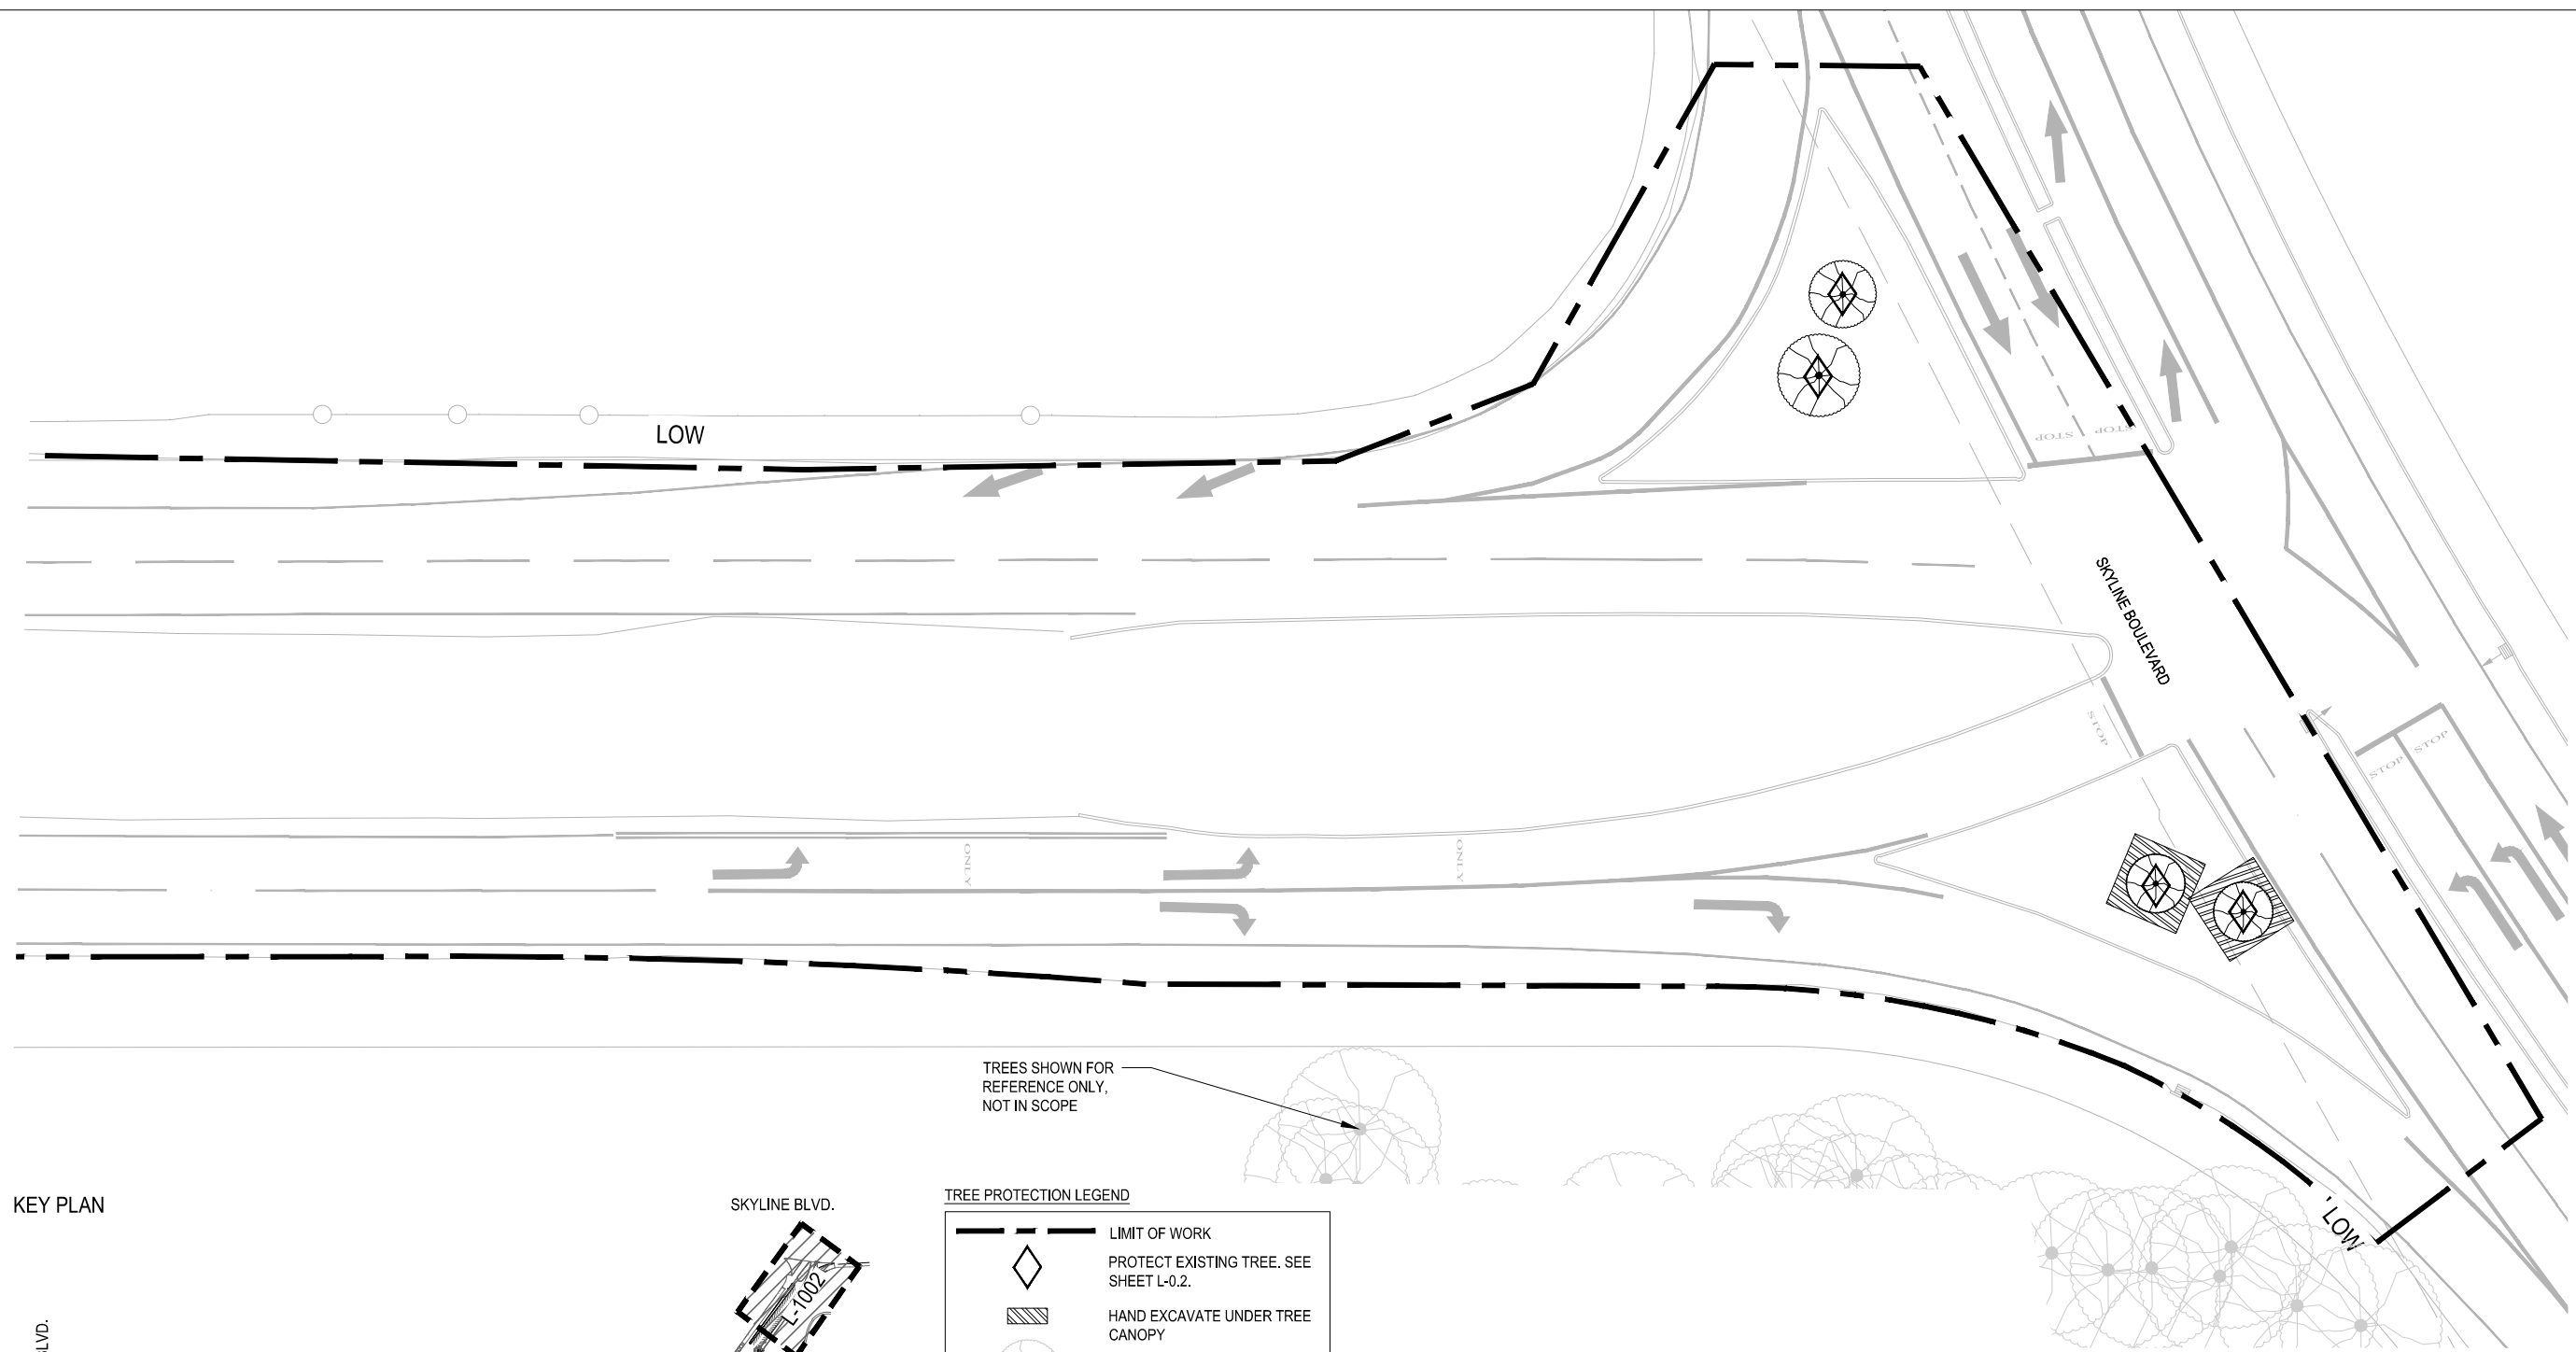 LOW
STOP
STOP
SKYLINE BOULEVARD
STOP
STOP
STOP
ONLY
ONLY
TREES SHOWN FOR
REFERENCE ONLY,
NOT IN SCOPE
LOW
KEY PLAN
SKYLINE BLVD.
L-1002
TREE PROTECTION LEGEND
LIMIT OF WORK
PROTECT EXISTING TREE. SEE
SHEET L-0.2.
HAND EXCAVATE UNDER TREE
CANOPY